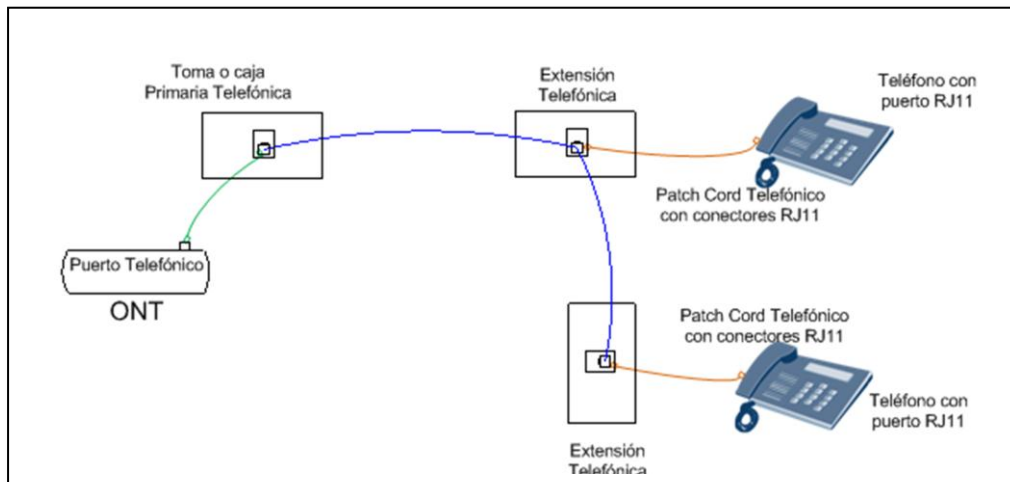 Toma o caja
Primaria Telefónica
Extensión
Telefónica
Teléfono con
puerto RJ11
Patch Cord Telefónico
con conectores RJ11
Puerto Telefónico
ONT
Patch Cord Telefónico
con conectores RJ11
Teléfono con
puerto RJ11
Extensión
Telefónica